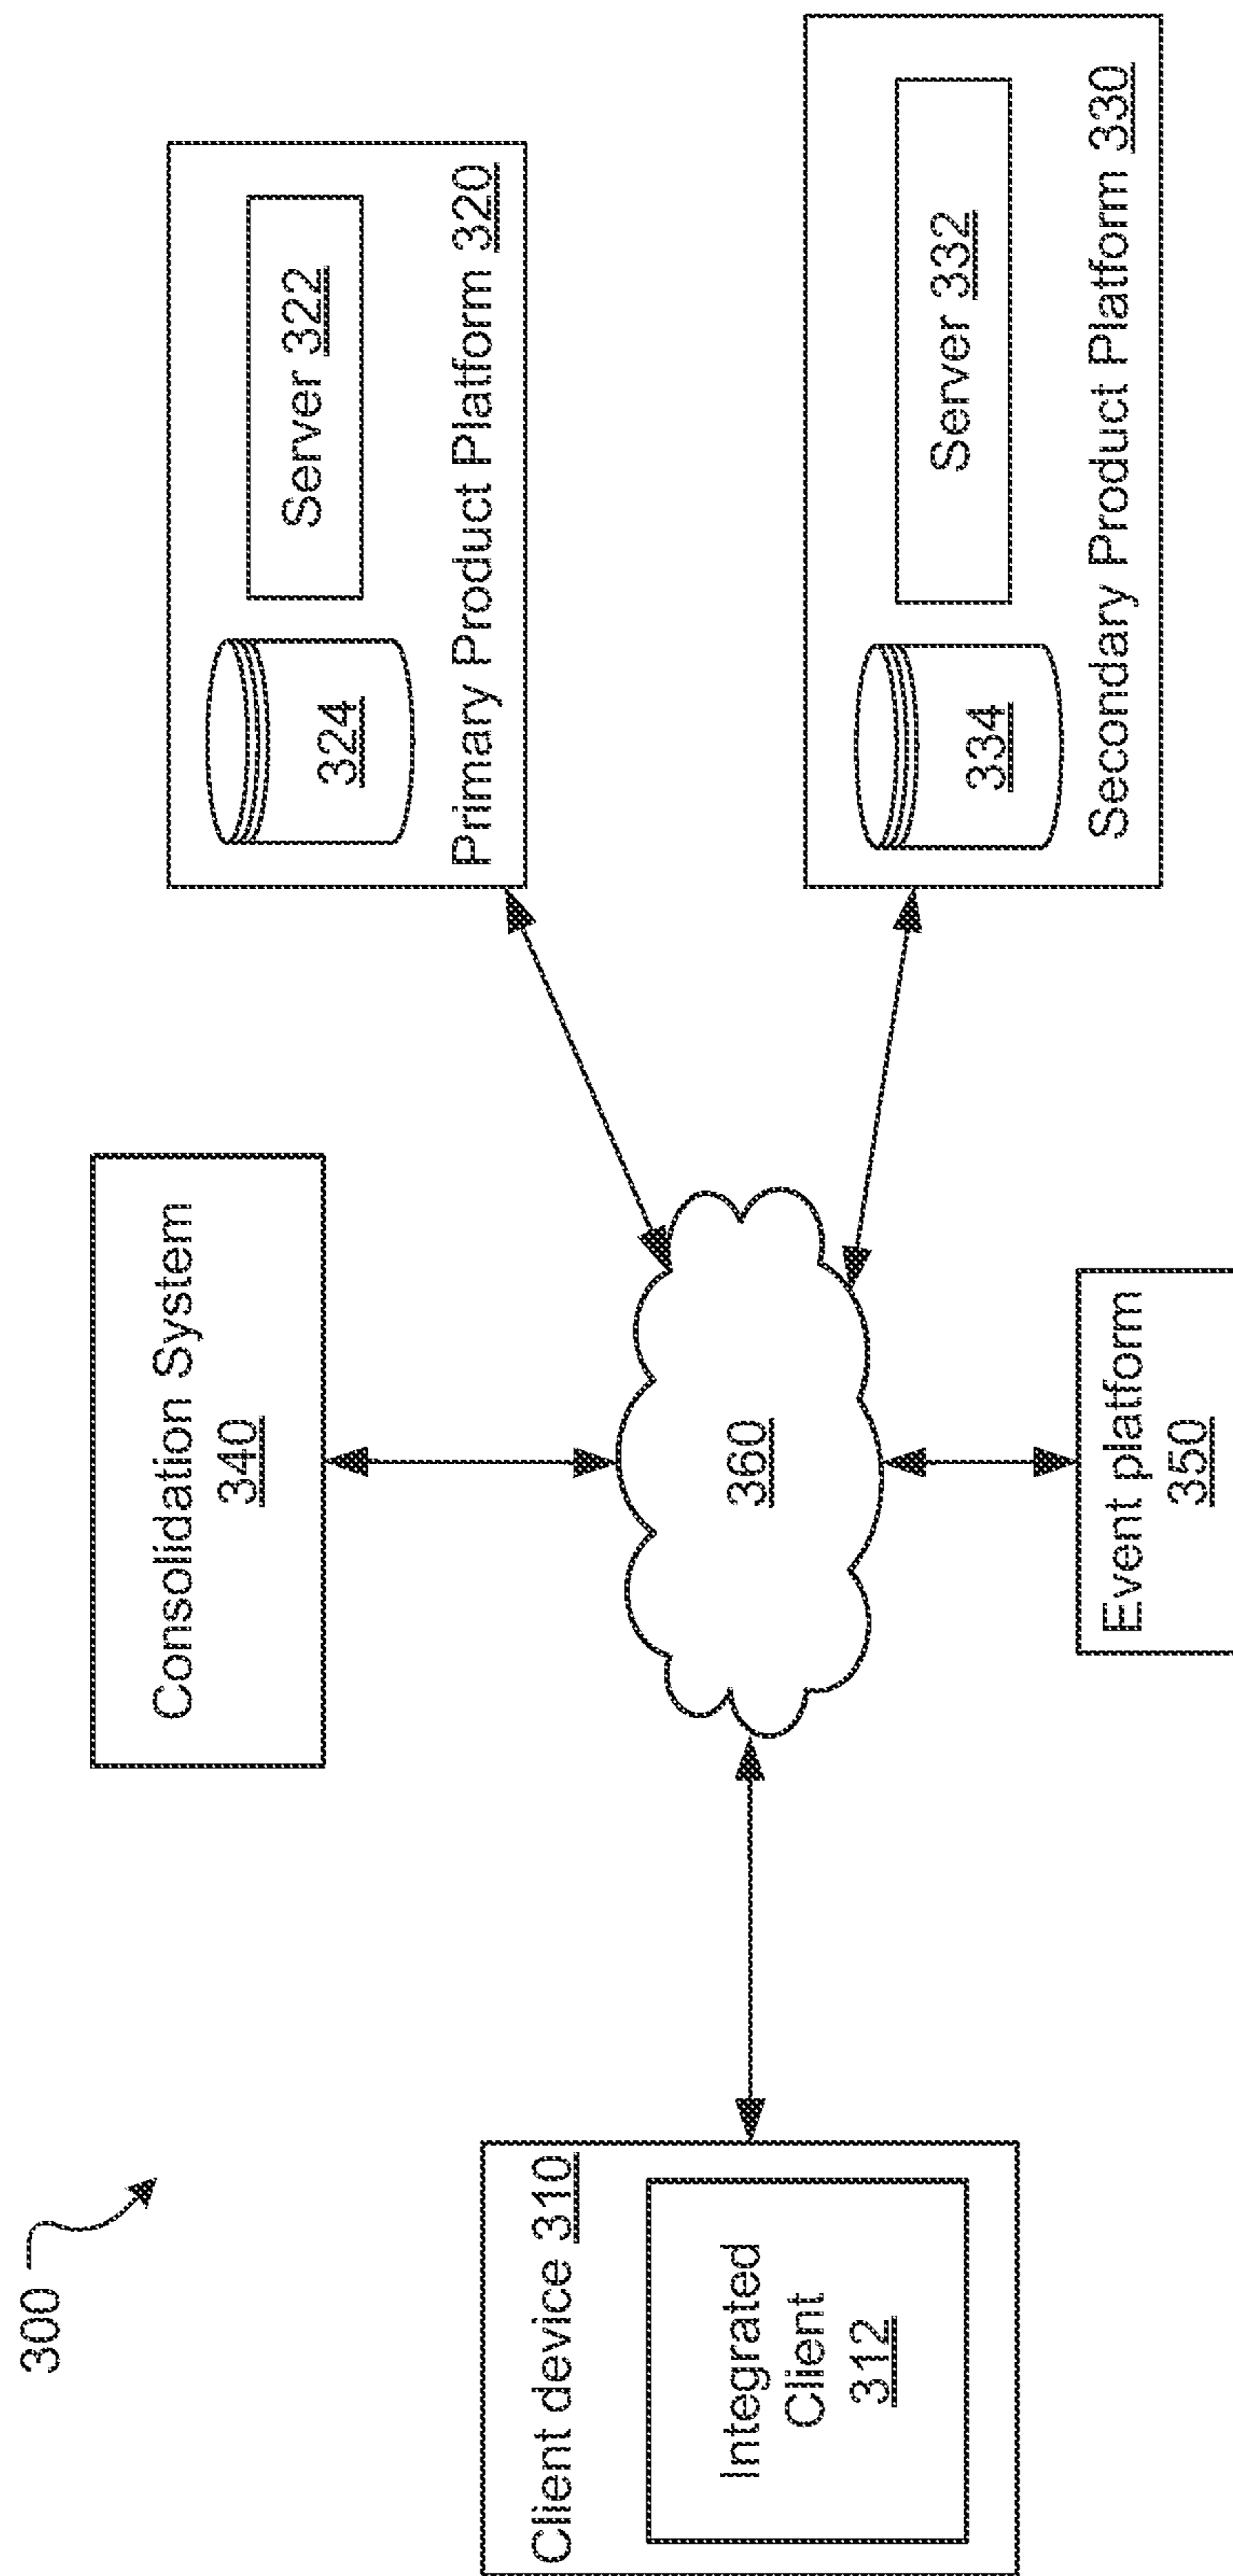 300
Consolidation System
340
Primary Product Platform 320
324
Server 322
Client device 310
Integrated
Client
312
360
Event platform
350
334
Server 332
Secondary Product Platform 330